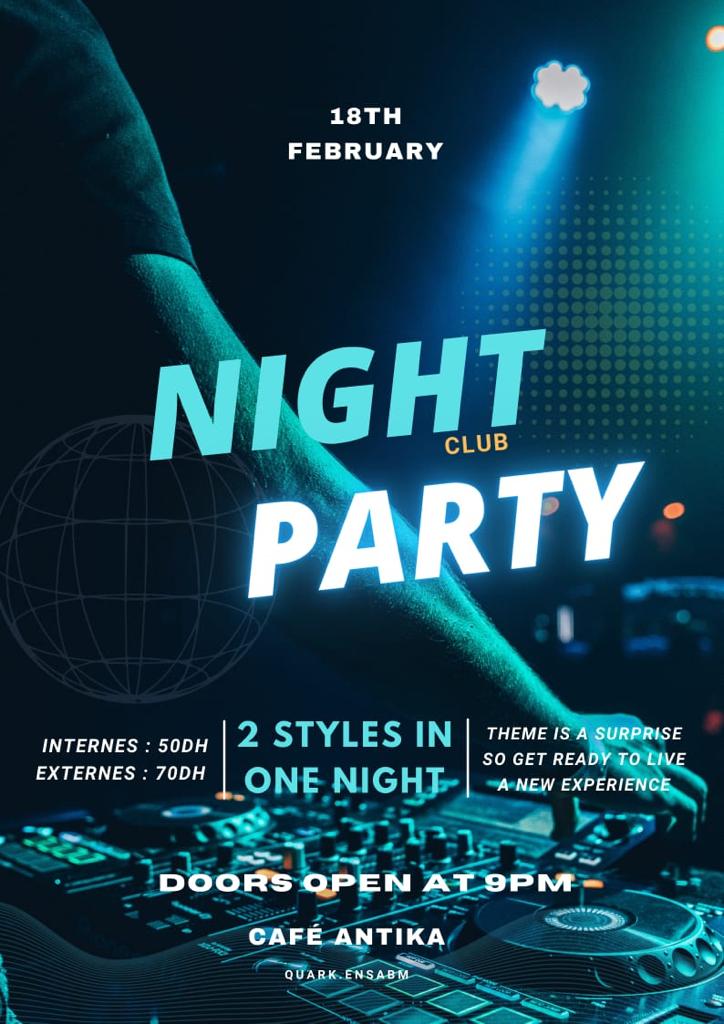 18TH
FEBRUARY
NIGHT
CLUB
PARTY
INTERNES : 50DH
EXTERNES : 70DH
2 STYLES IN
ONE NIGHT
THEME IS A SURPRISE
SO GET READY TO LIVE
A NEW EXPERIENCE
DOORS OPEN AT 9PM
CAFÉ ANTIKA
QUARK.ENSABM